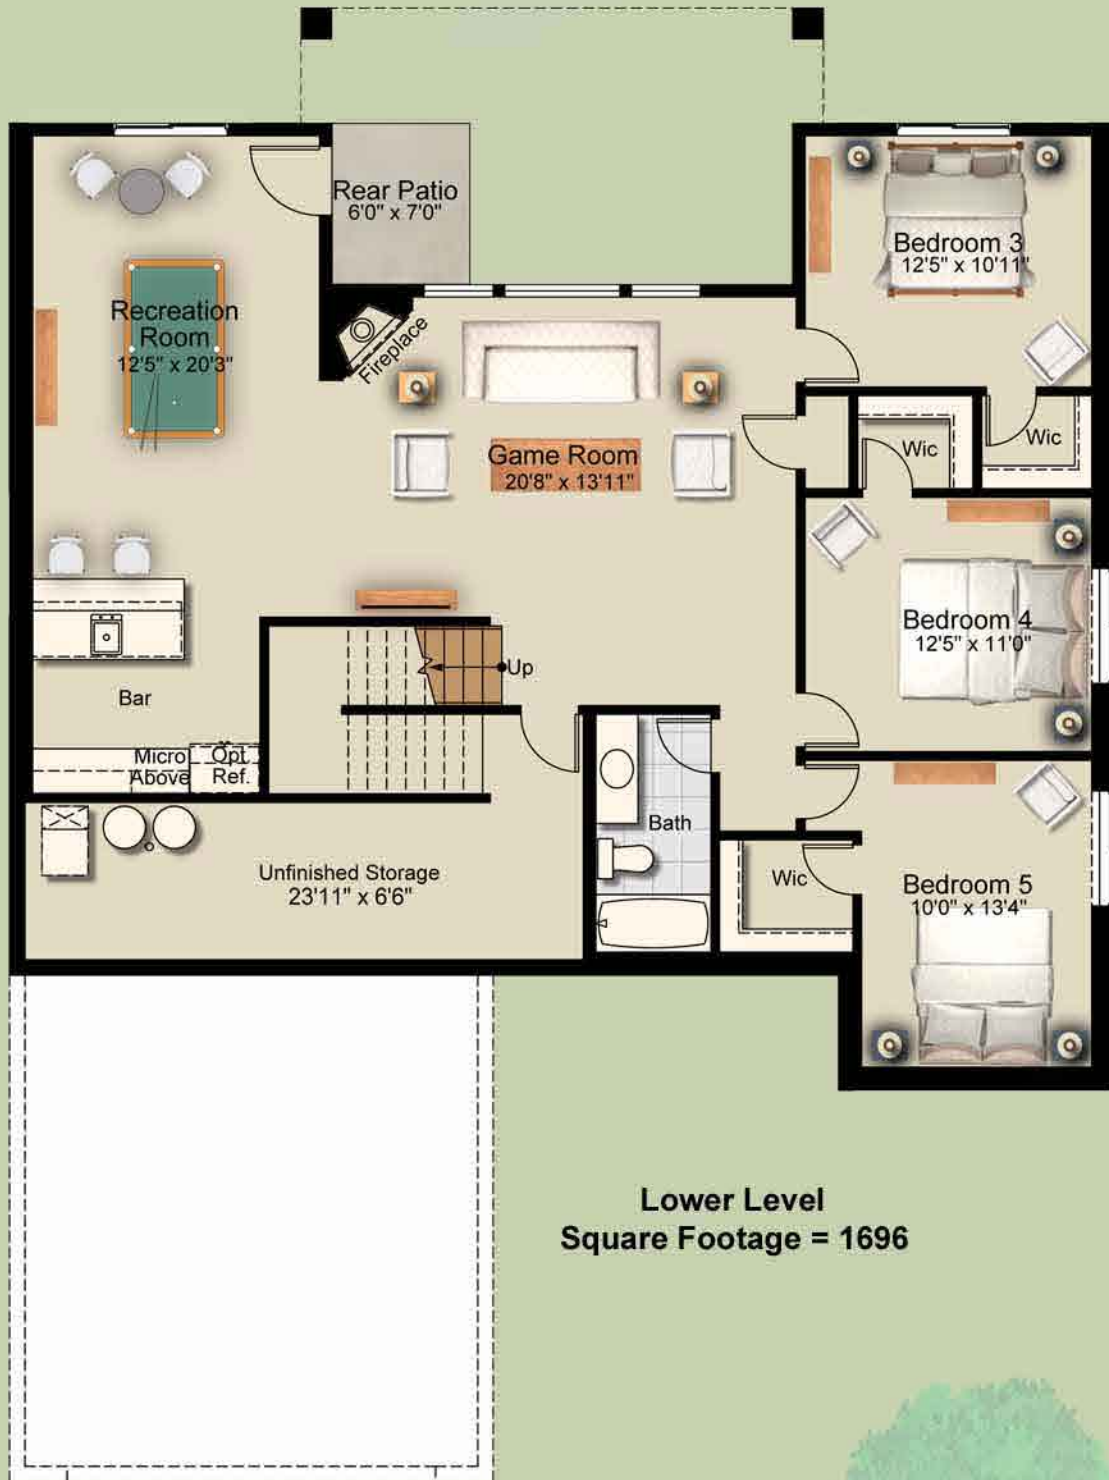 Rear Patio
6'0" x 7'0"
Bedroom 3
12'5" x 10'11"
Recreation
Room
12'5" x 20'3"
Fireplace
Game Room
20'8" x 13'11"
Wic
Wic
Bedroom 4
12'5" x 11'0"
Up
Bar
Micro
Above
Opt.
Ref.
Bath
Unfinished Storage
23'11" x 6'6"
Wic
Bedroom 5
10'0" x 13'4"
Lower Level
Square Footage = 1696